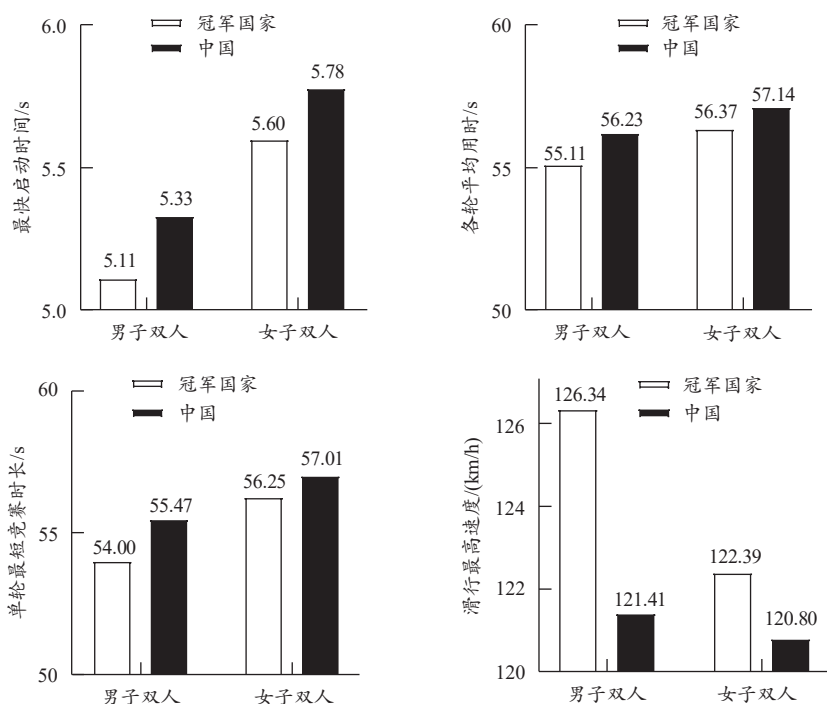 冠军国家
中国
最快启动时间/s
6.0
5.5
5.0
5.11
5.33
5.60
5.78
男子双人
女子双人
冠军国家
中国
各轮平均用时/s
60
55
50
55.11
56.23
56.37
57.14
男子双人
女子双人
冠军国家
中国
单轮最短竞赛时长/s
60
55
50
54.00
55.47
56.25
57.01
男子双人
女子双人
冠军国家
中国
滑行最高速度/(km/h)
126
124
122
120
126.34
121.41
122.39
120.80
男子双人
女子双人